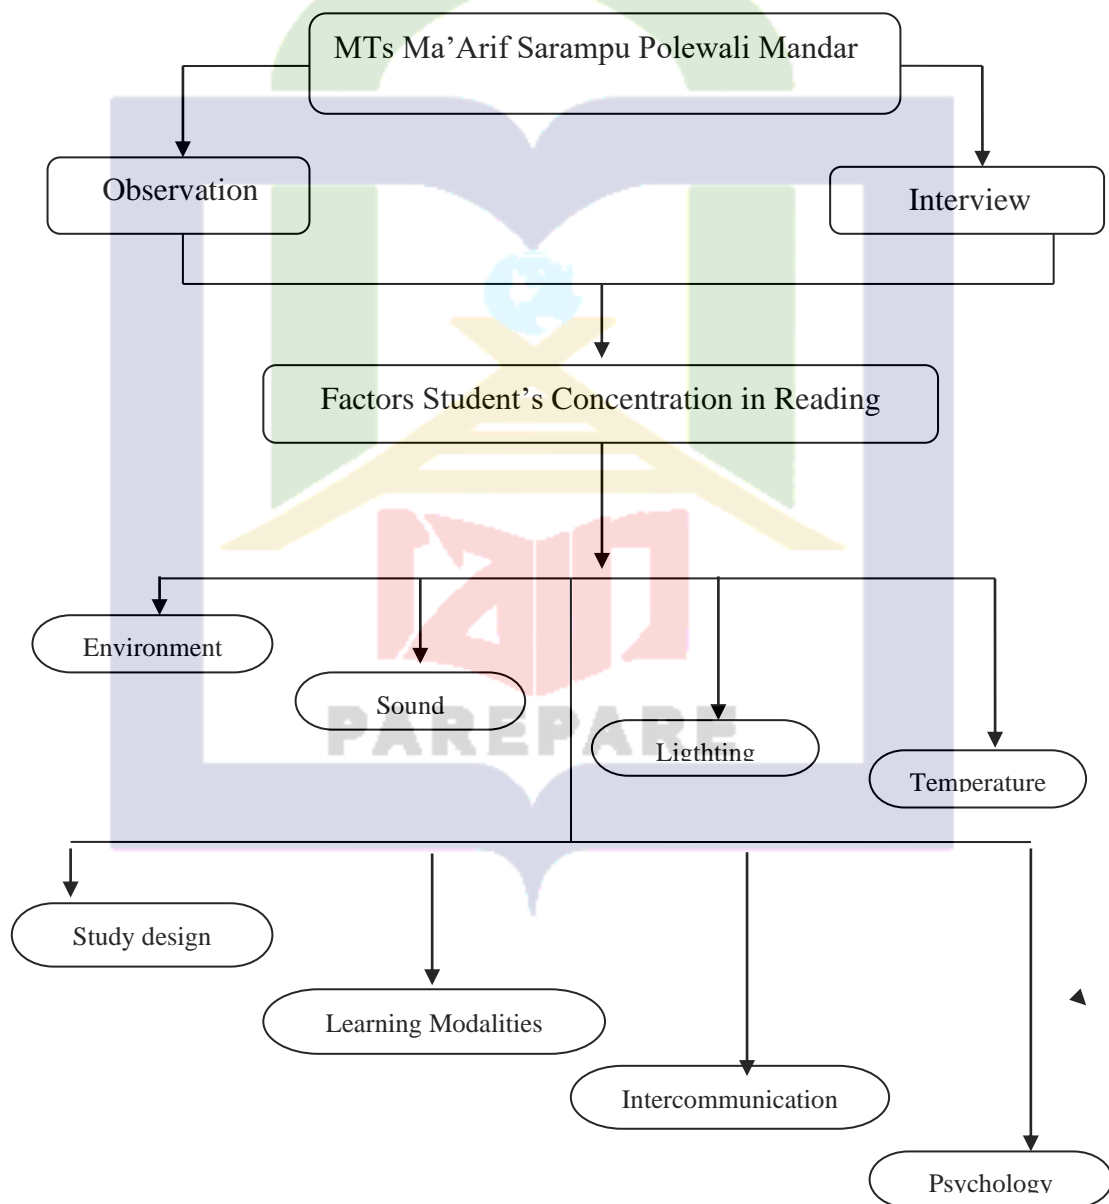 MTs Ma’Arif Sarampu Polewali Mandar
Observation
Interview
Factors Student’s Concentration in Reading
Environment
Sound
PAREPARE
Ligthting
Temperature
Study design
Learning Modalities
Intercommunication
Psychology